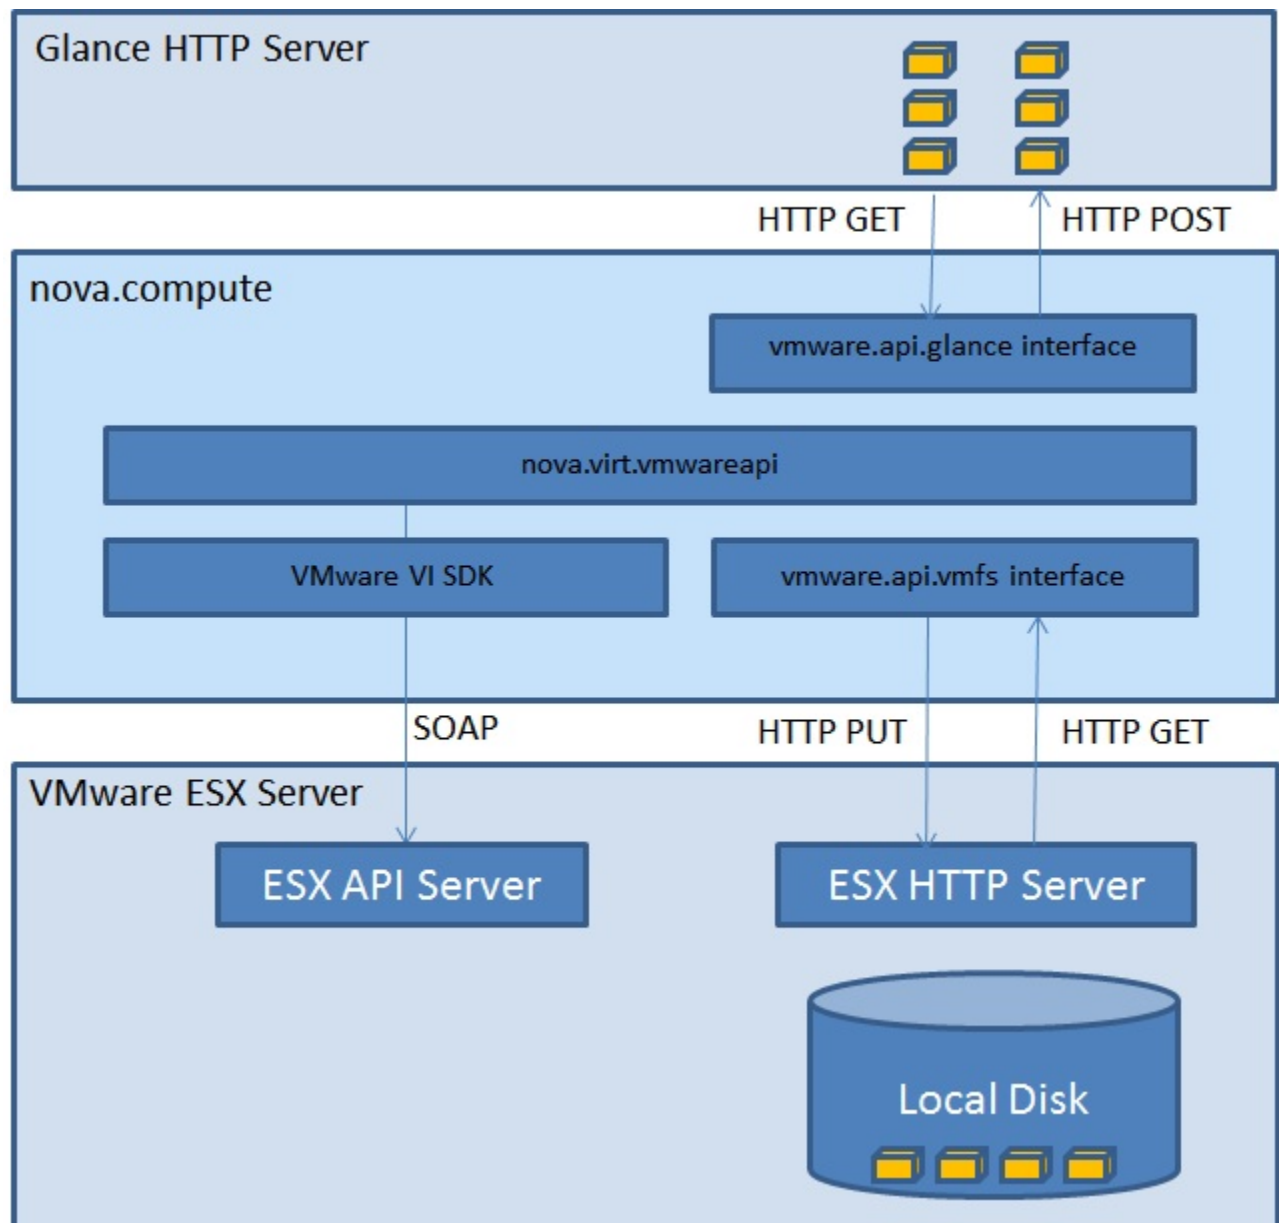 Glance HTTP Server
HTTP GET
HTTP POST
nova.compute
vmware.api.glance interface
nova.virt.vmwareapi
VMware VI SDK
vmware.api.vmfs interface
SOAP
HTTP PUT
HTTP GET
VMware ESX Server
ESX API Server
ESX HTTP Server
Local Disk